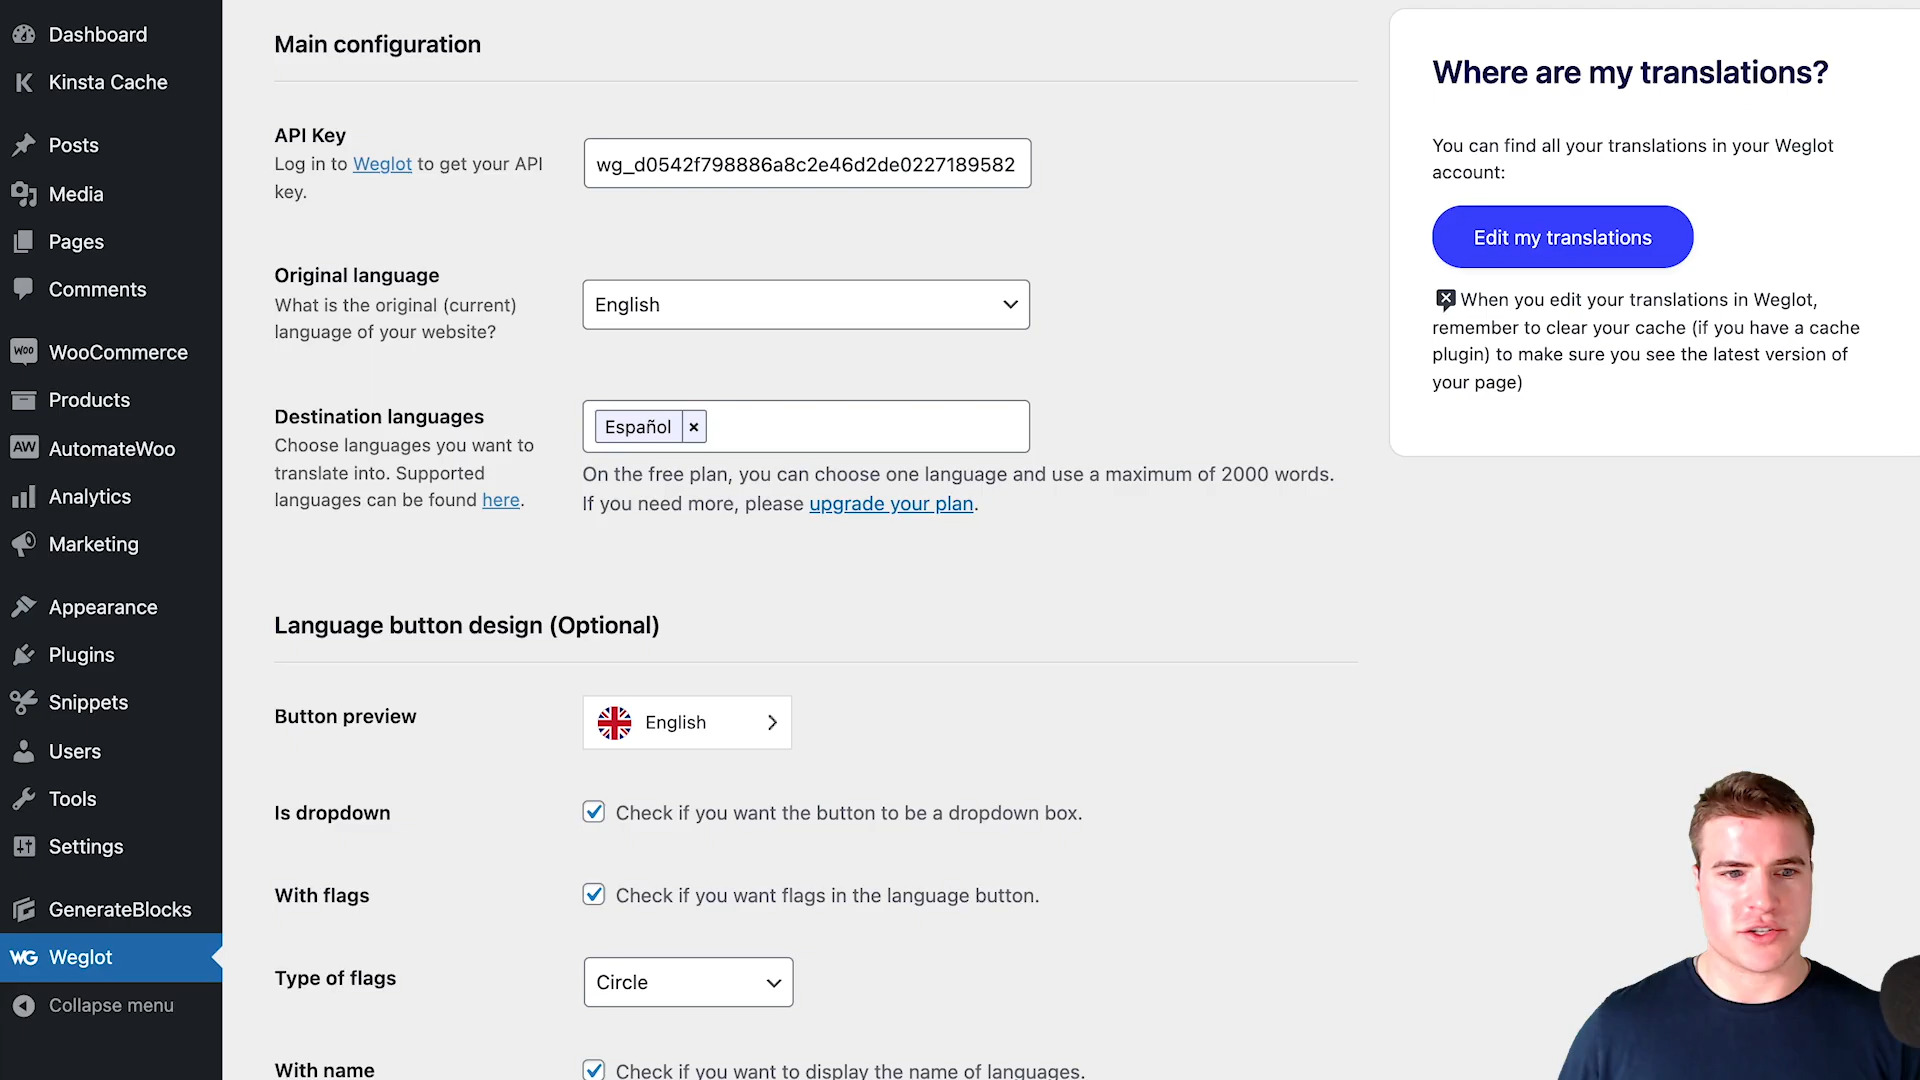 Dashboard
Kinsta Cache
Posts
Media
Pages
Comments
WOO WooCommerce
Products
AW AutomateWoo
Analytics
Marketing
Appearance
Plugins
Snippets
Users
Tools
Settings
GenerateBlocks
WG Weglot
Collapse menu
Main configuration
API Key
Log in to Weglot to get your API
key.
wg_d0542f798886a8c2e46d2de0227189582
Original language
What is the original (current)
language of your website?
English
Destination languages
Choose languages you want to
translate into. Supported
languages can be found here.
Español ×
On the free plan, you can choose one language and use a maximum of 2000 words.
If you need more, please upgrade your plan.
Language button design (Optional)
Button preview
English
Is dropdown
Check if you want the button to be a dropdown box.
With flags
Check if you want flags in the language button.
Type of flags
Circle
With name
Check if you want to display the name of languages.
Where are my translations?
You can find all your translations in your Weglot
account:
Edit my translations
When you edit your translations in Weglot,
remember to clear your cache (if you have a cache
plugin) to make sure you see the latest version of
your page)